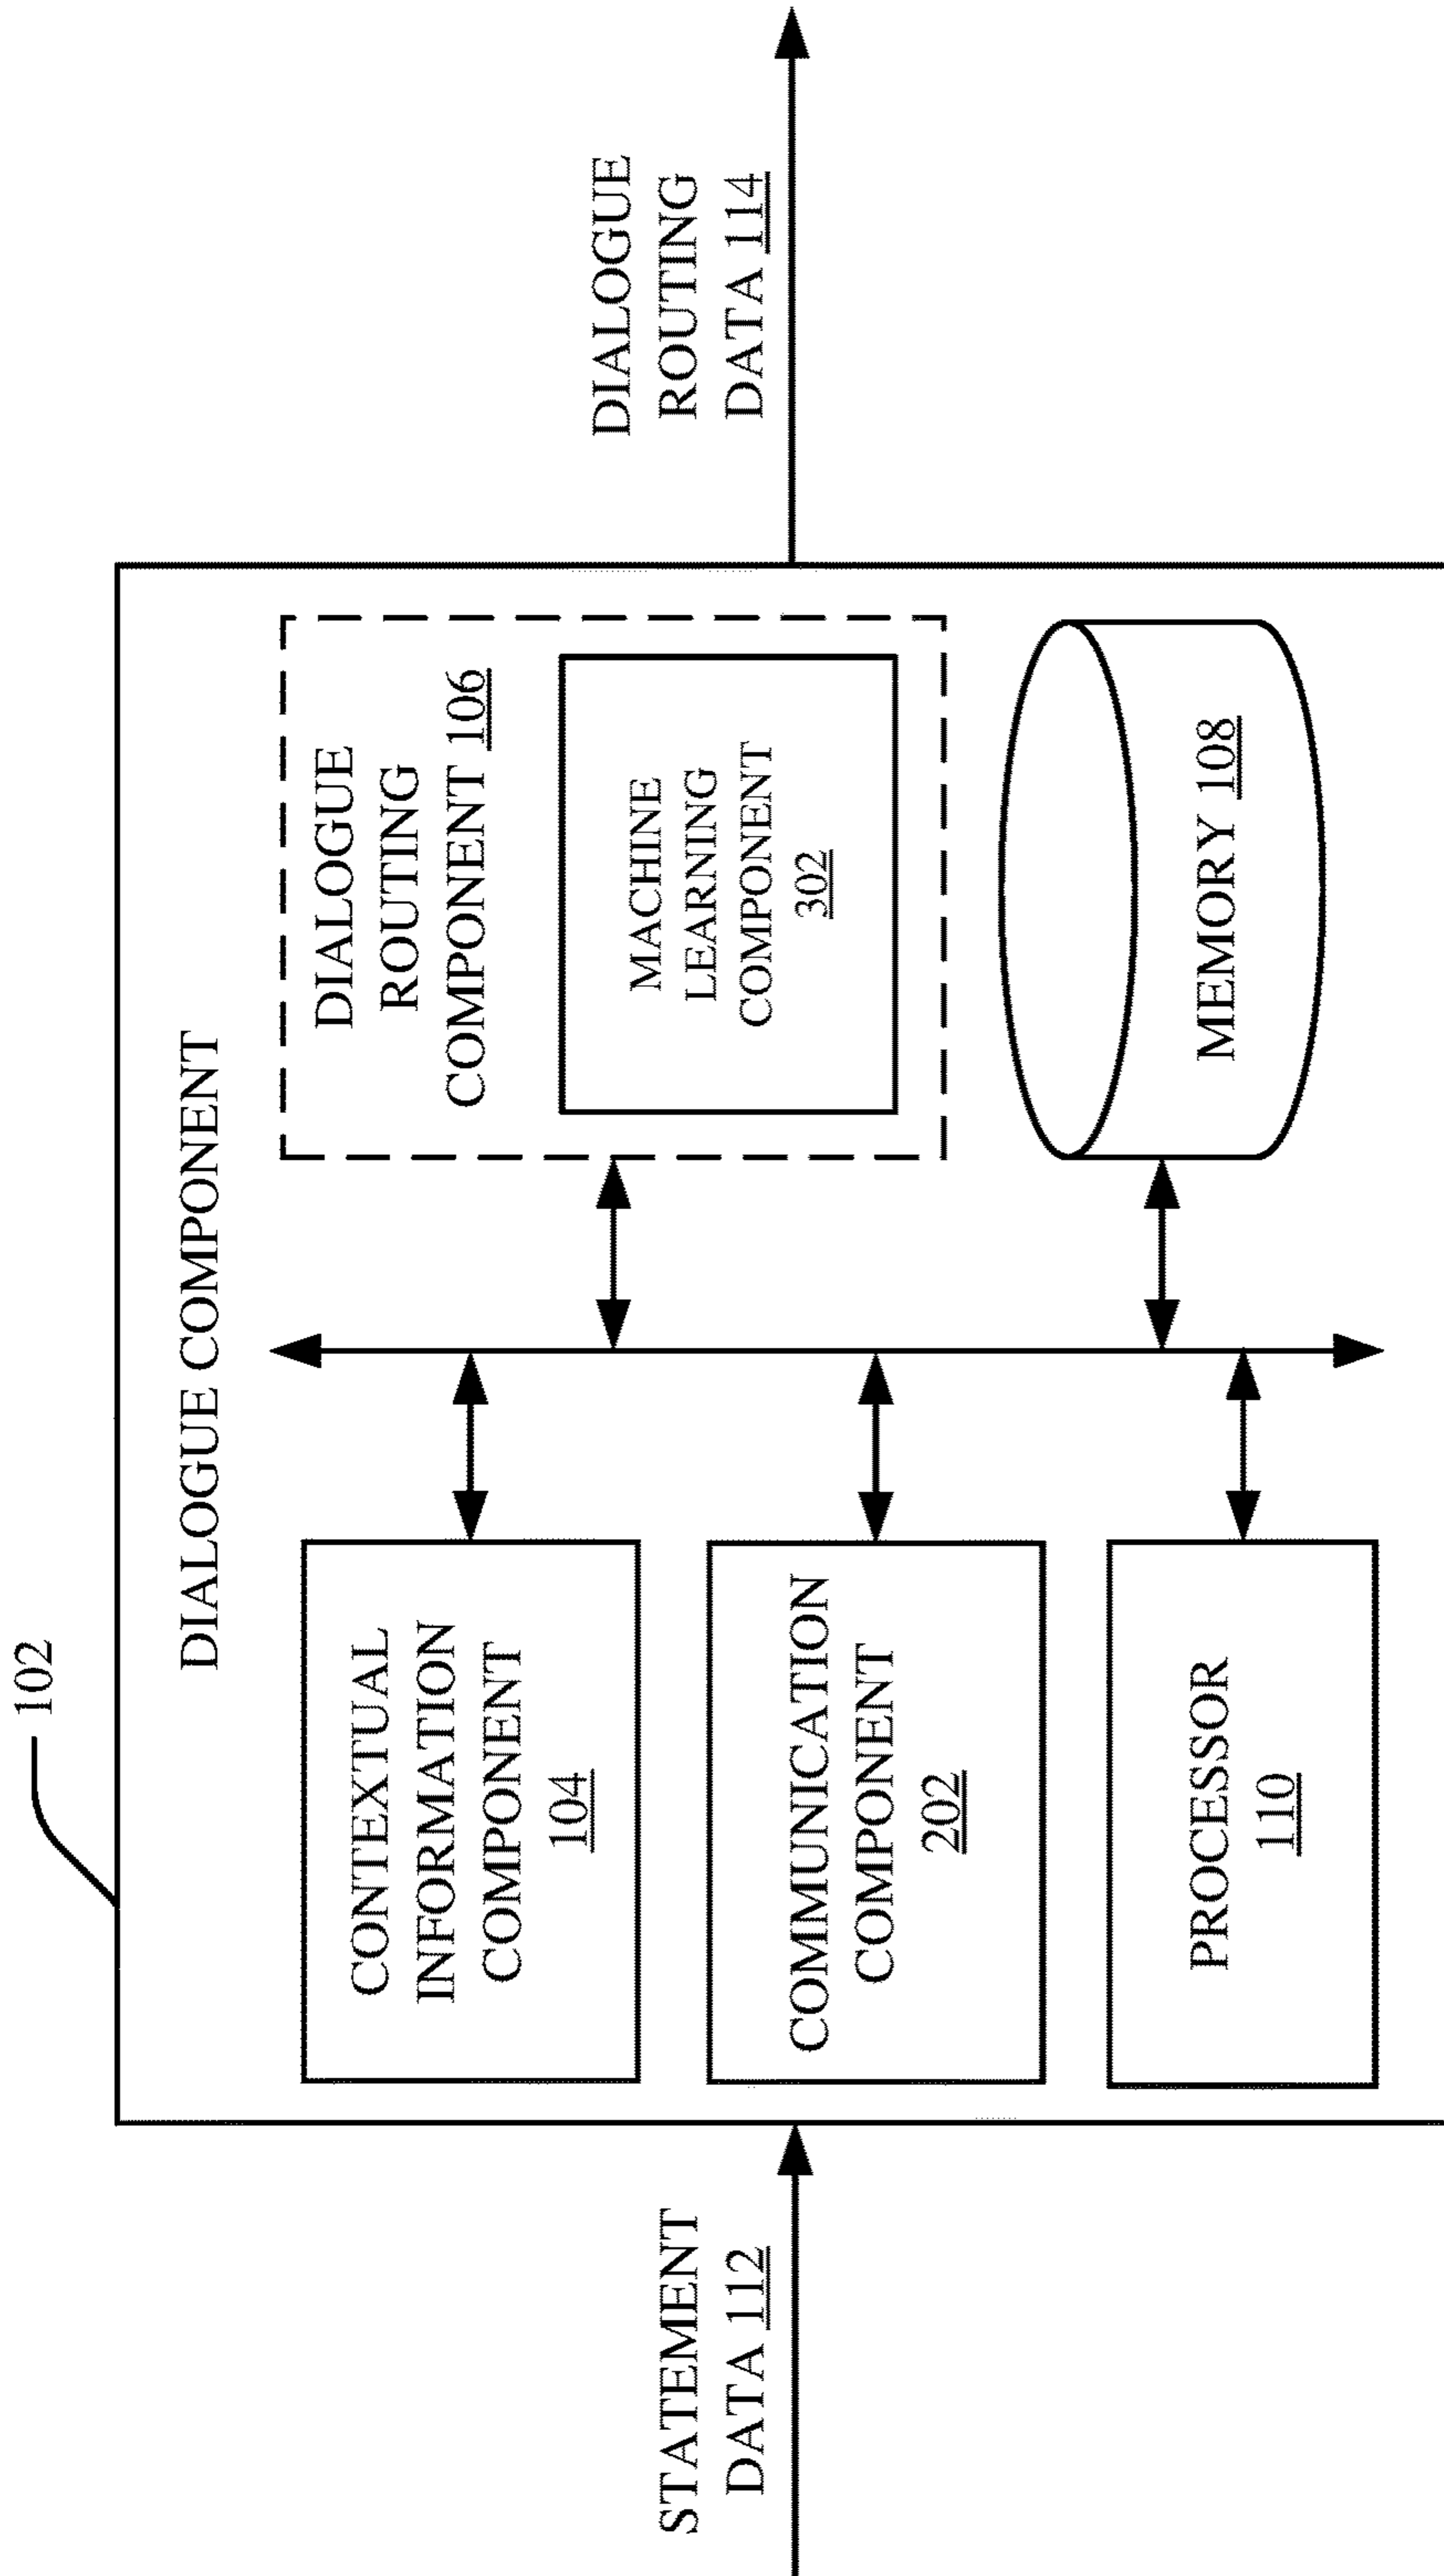 102
DIALOGUE COMPONENT
STATEMENT
DATA 112
CONTEXTUAL
INFORMATION
COMPONENT
104
COMMUNICATION
COMPONENT
202
PROCESSOR
110
DIALOGUE
ROUTING
COMPONENT 106
MACHINE
LEARNING
COMPONENT
302
MEMORY 108
DIALOGUE
ROUTING
DATA 114